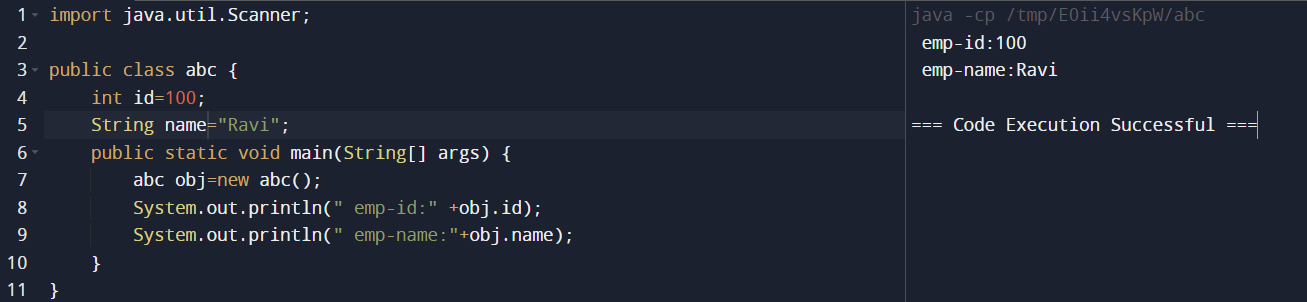 1 import java.util.Scanner;
2
3 public class abc {
4     int id=100;
5     String name="Ravi";
6     public static void main(String[] args) {
7         abc obj=new abc();
8         System.out.println(" emp-id:" +obj.id);
9         System.out.println(" emp-name:"+obj.name);
10     }
11 }
java -cp /tmp/E0ii4vsKpW/abc
 emp-id:100
 emp-name:Ravi
=== Code Execution Successful ===